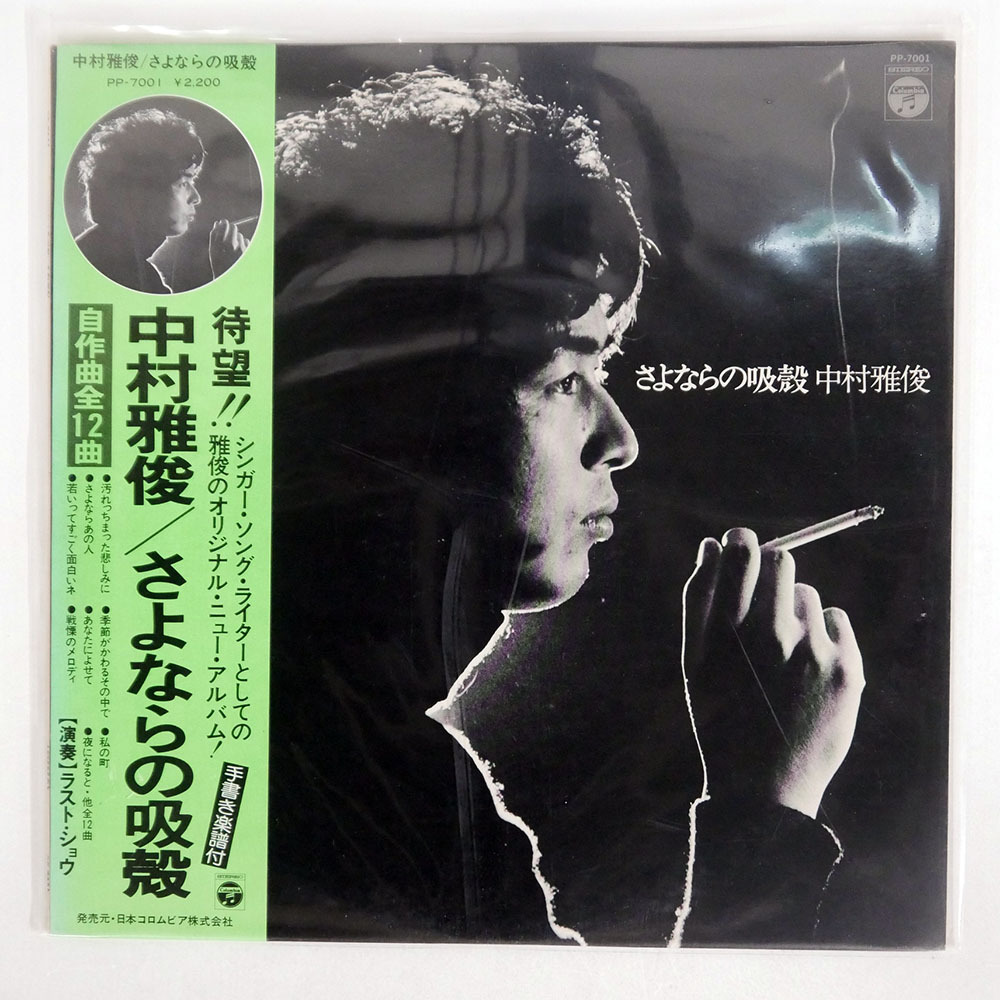 中村雅俊/さよならの吸殻
PP-7001 ¥2,200
待望!!
シンガー・ソング・ライターとしての
雅俊のオリジナル・ニュー・アルバム!
手書き楽譜付
中村雅俊/さよならの吸殻
自作曲全12曲
●汚れっちまった悲しみに
●さよならあの人
●若いってすごく面白いネ
●季節がかわるその中で
●あなたによせて
●戦慄のメロディ
●私の町
●夜になると・他全12曲
【演奏】ラスト・ショウ
STEREO
Columbia
発売元・日本コロムビア株式会社
PP-7001
STEREO
Columbia
さよならの吸殻 中村雅俊